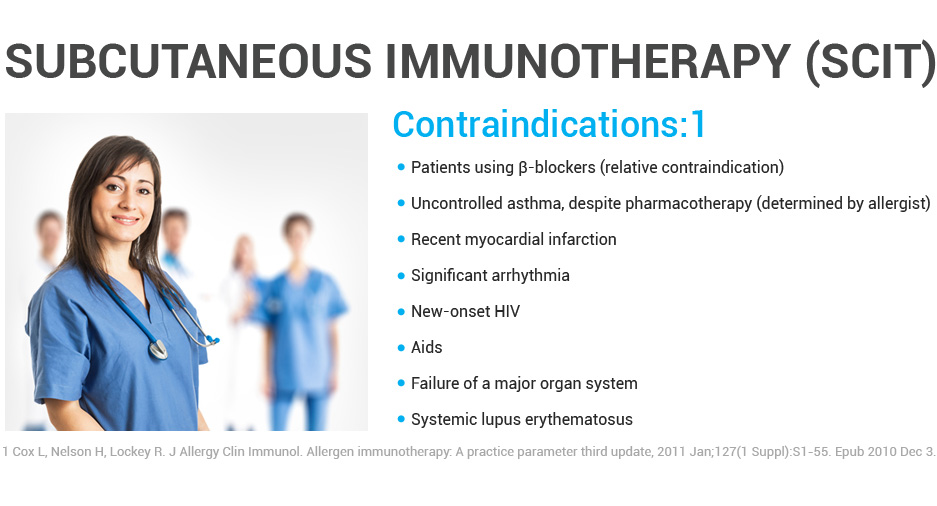 SUBCUTANEOUS IMMUNOTHERAPY (SCIT)
Contraindications:1
• Patients using β-blockers (relative contraindication)
• Uncontrolled asthma, despite pharmacotherapy (determined by allergist)
• Recent myocardial infarction
• Significant arrhythmia
• New-onset HIV
• Aids
• Failure of a major organ system
• Systemic lupus erythematosus
1 Cox L, Nelson H, Lockey R. J Allergy Clin Immunol. Allergen immunotherapy: A practice parameter third update, 2011 Jan;127(1 Suppl):S1-55. Epub 2010 Dec 3.